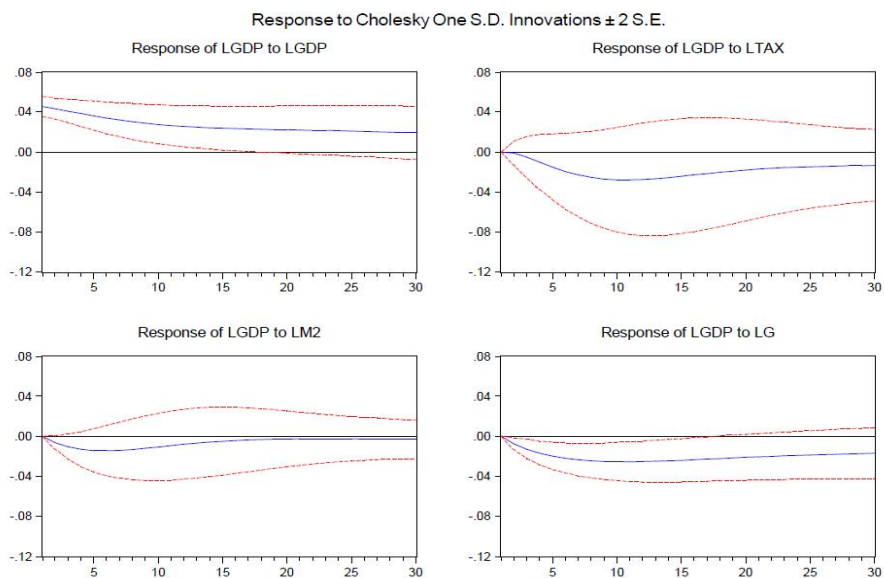 Response to Cholesky One S.D. Innovations ± 2 S.E.
Response of LGDP to LGDP
.08
.04
.00
-.04
-.08
-.12
5 10 15 20 25 30
Response of LGDP to LTAX
.08
.04
.00
-.04
-.08
-.12
5 10 15 20 25 30
Response of LGDP to LM2
.08
.04
.00
-.04
-.08
-.12
5 10 15 20 25 30
Response of LGDP to LG
.08
.04
.00
-.04
-.08
-.12
5 10 15 20 25 30